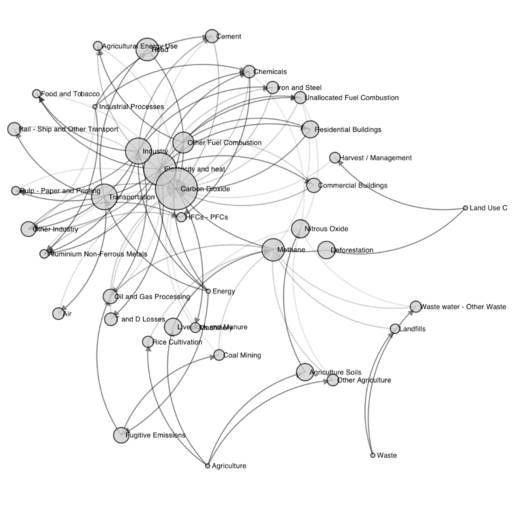 Cement
Agricultural Energy Use
Road
Chemicals
Iron and Steel
Food and Tobacco
Unallocated Fuel Combustion
Industrial Processes
Rail - Ship and Other Transport
Residential Buildings
Other Fuel Combustion
Industry
Harvest / Management
Electricity and heat
Commercial Buildings
Carbon Dioxide
Pulp - Paper and Printing
Transportation
Land Use C
HFCs - PFCs
Other Industry
Nitrous Oxide
Methane
Deforestation
Aluminium Non-Ferrous Metals
Energy
Oil and Gas Processing
Waste water - Other Waste
Air
T and D Losses
Manure
Landfills
Rice Cultivation
Coal Mining
Agriculture Soils
Other Agriculture
Fugitive Emissions
Waste
Agriculture